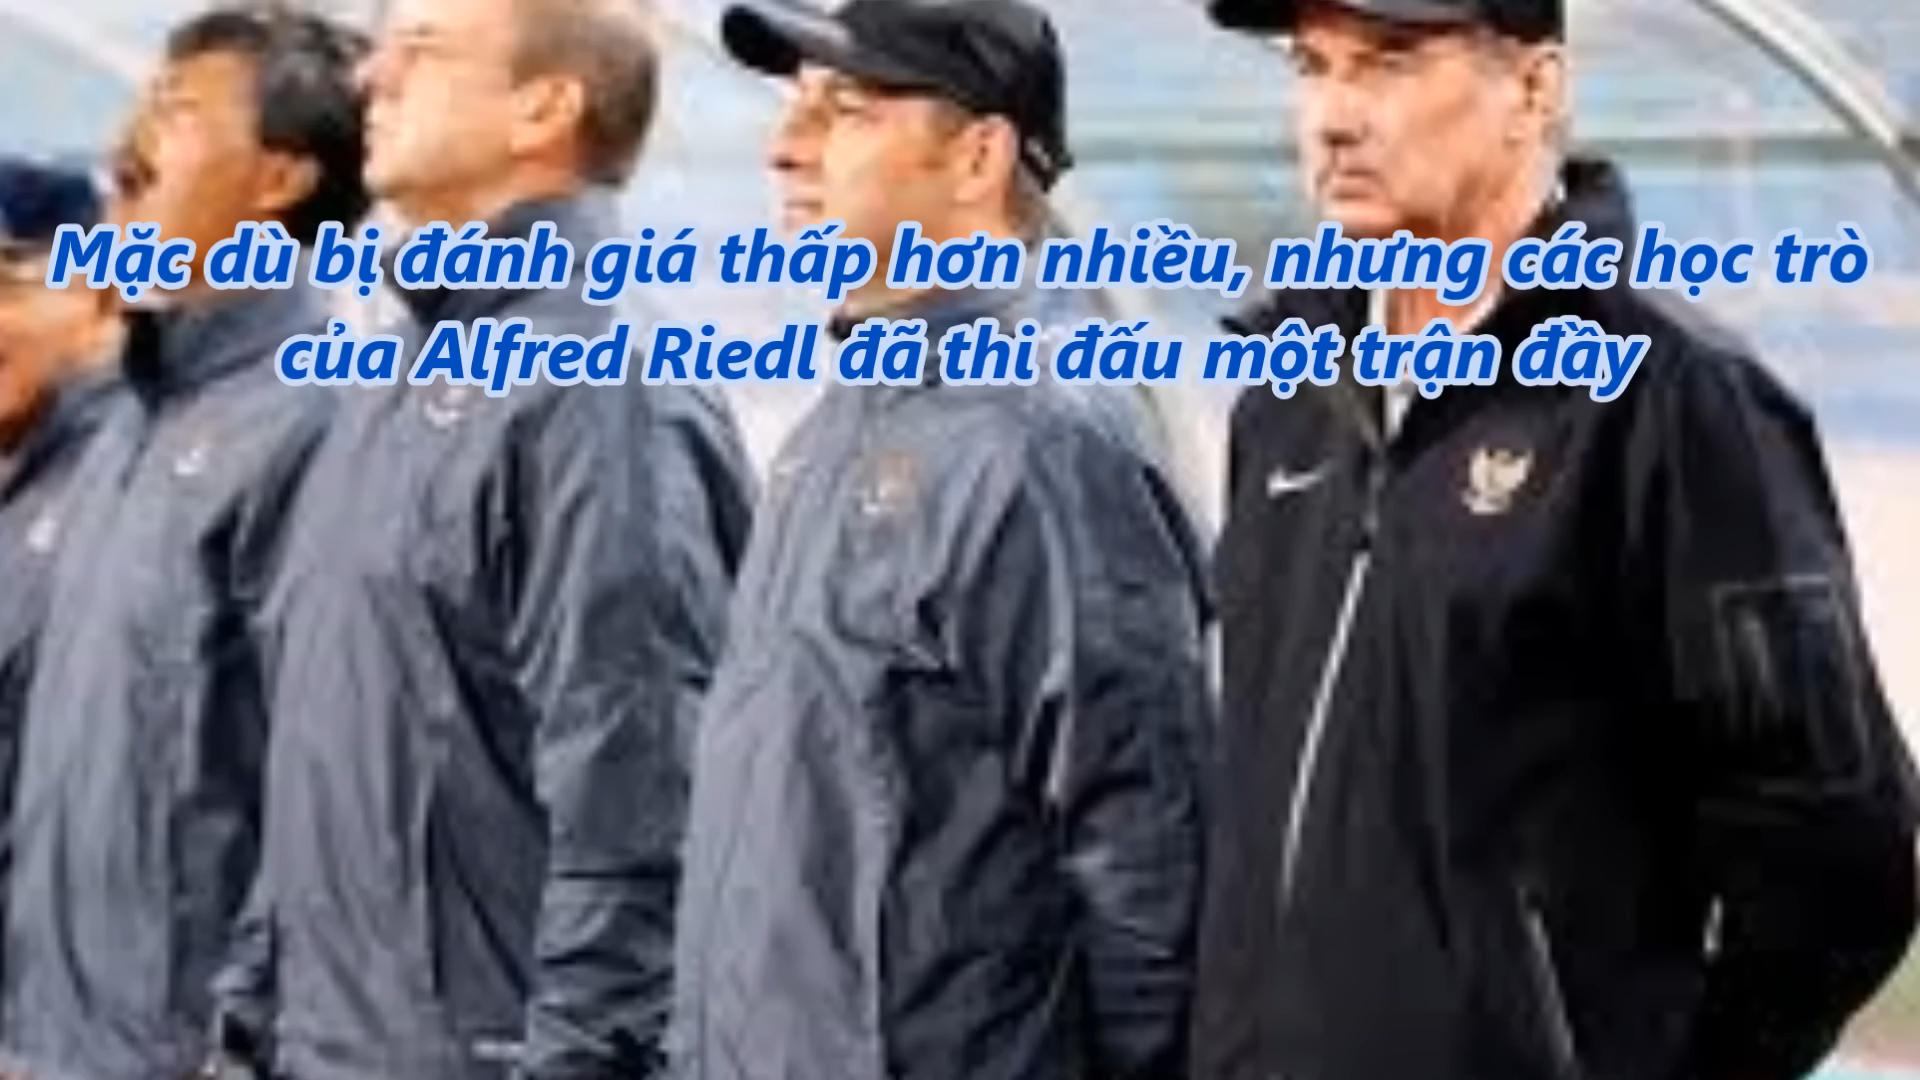 Mặc dù bị đánh giá thấp hơn nhiều, nhưng các học trò
của Alfred Riedl đã thi đấu một trận đầy